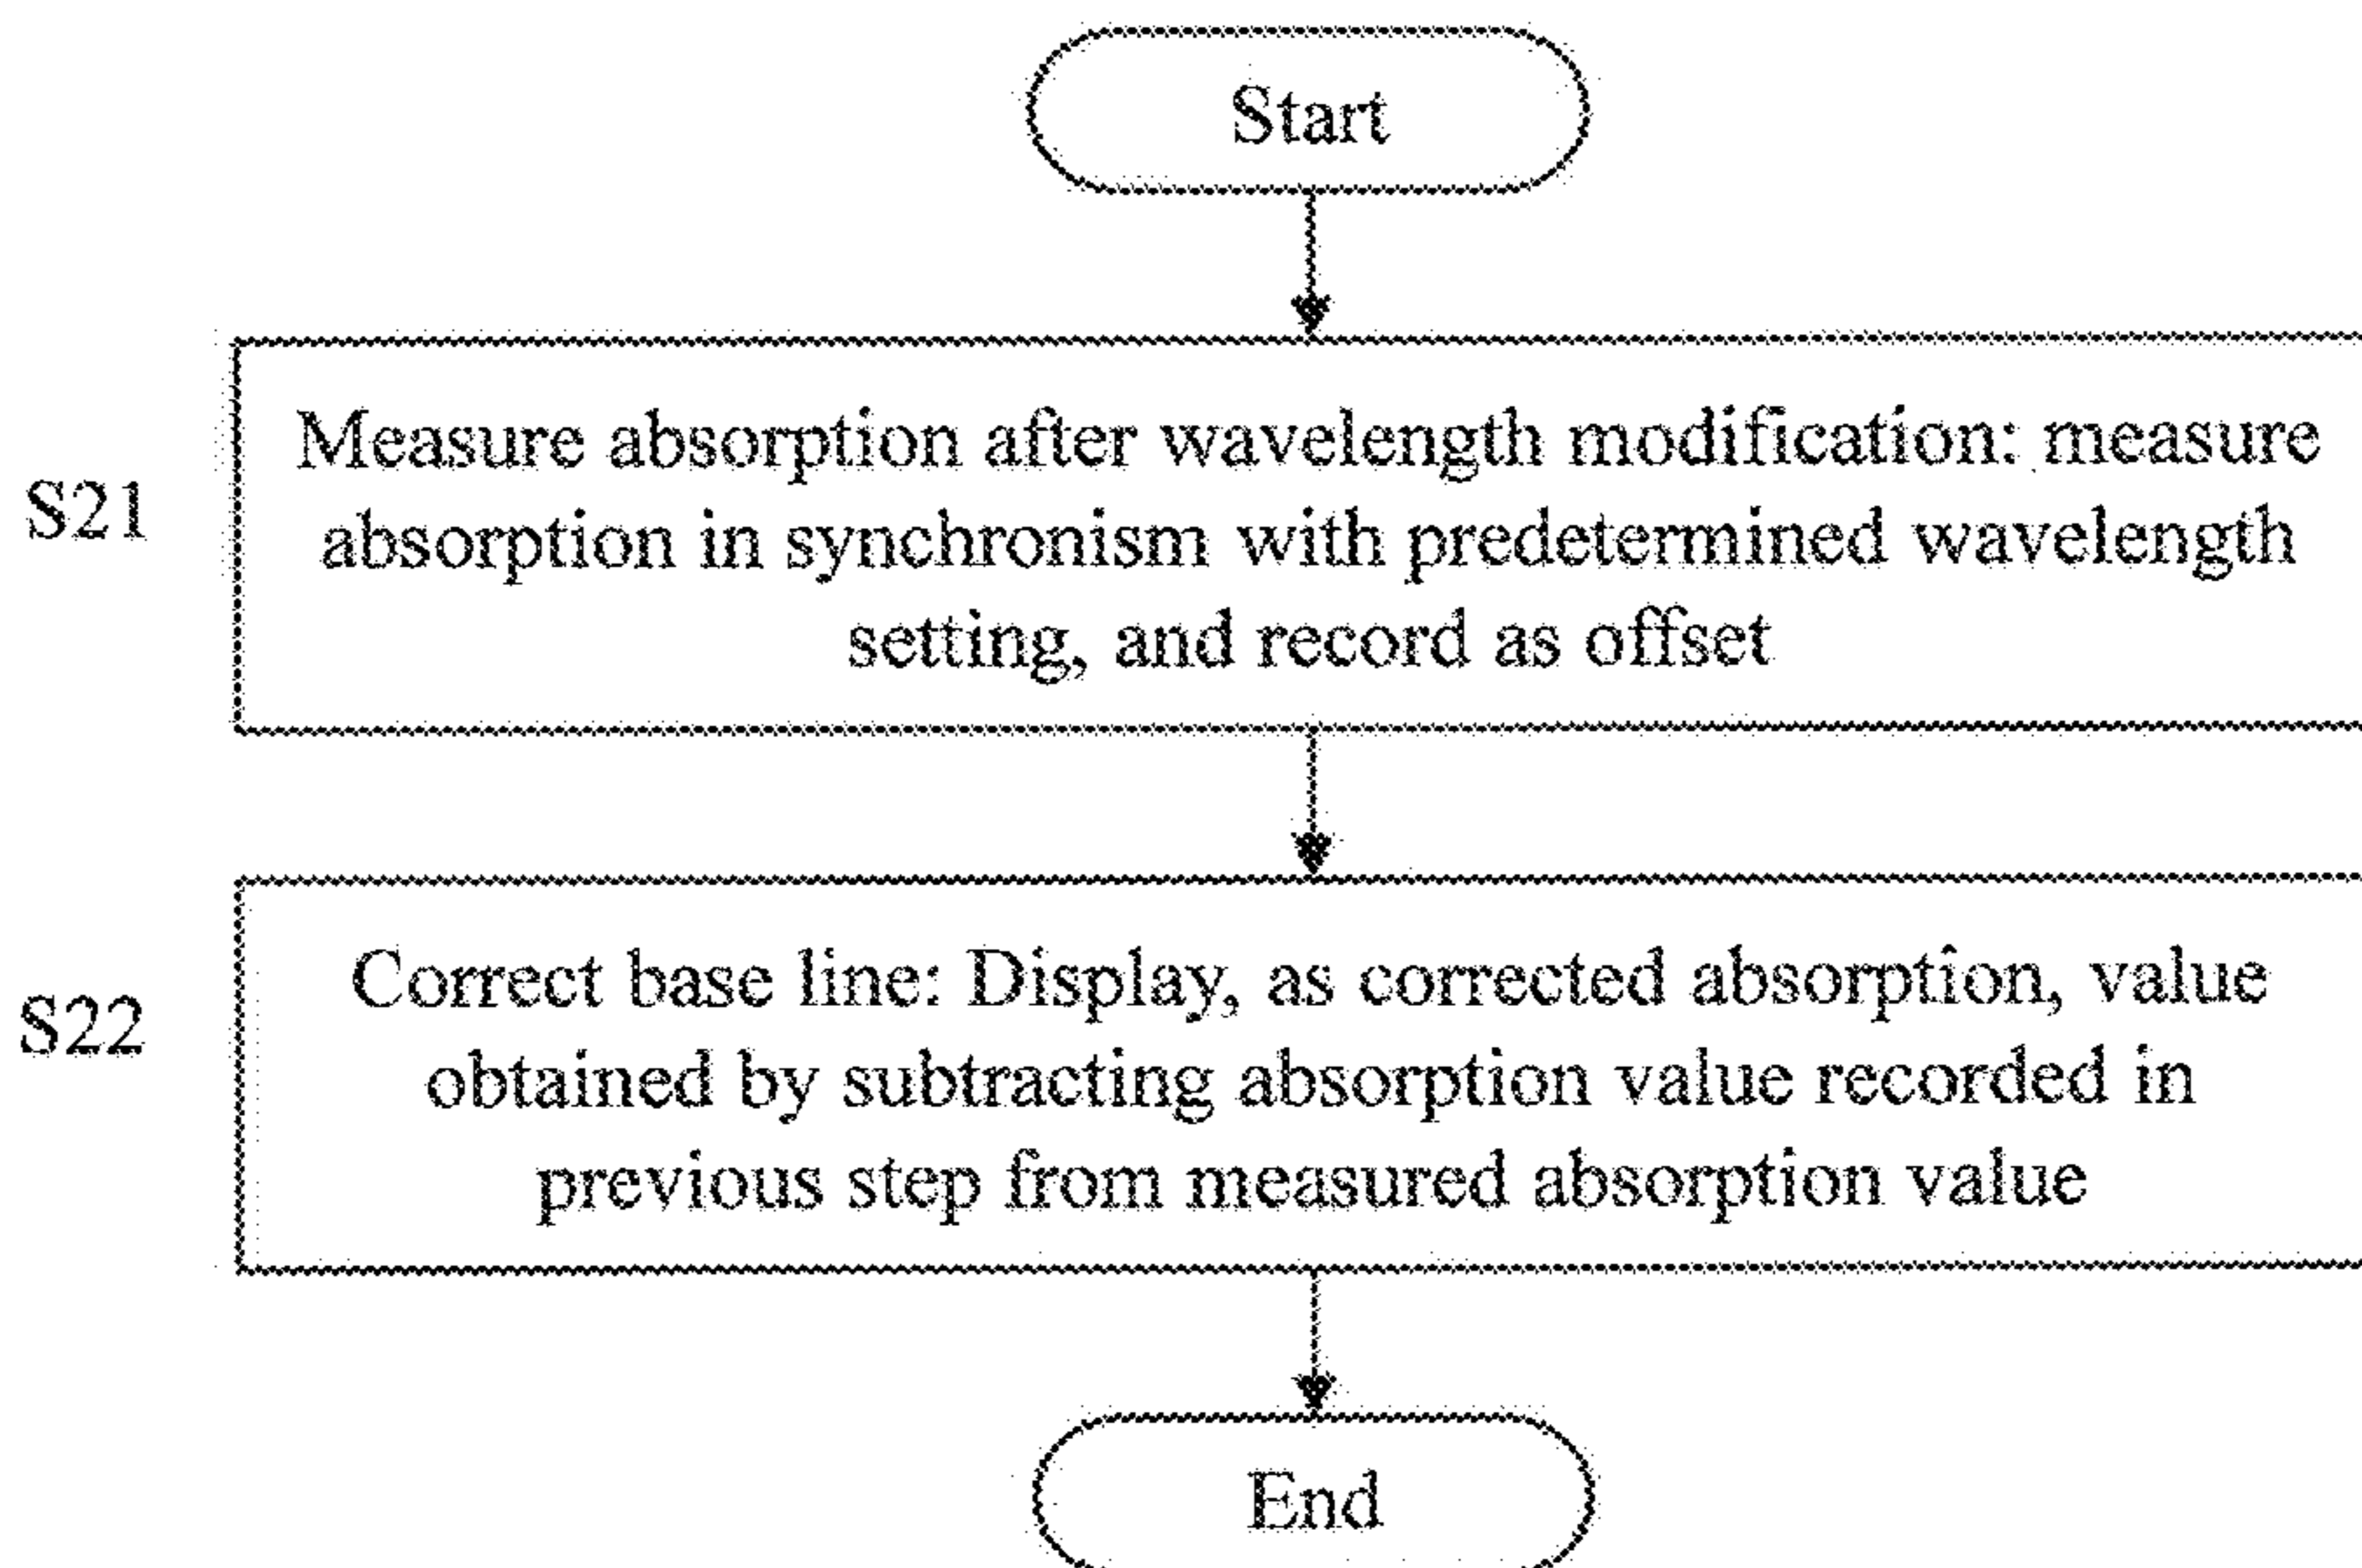 Start
S21
Measure absorption after wavelength modification: measure
absorption in synchronism with predetermined wavelength
setting, and record as offset
S22
Correct base line: Display, as corrected absorption, value
obtained by subtracting absorption value recorded in
previous step from measured absorption value
End